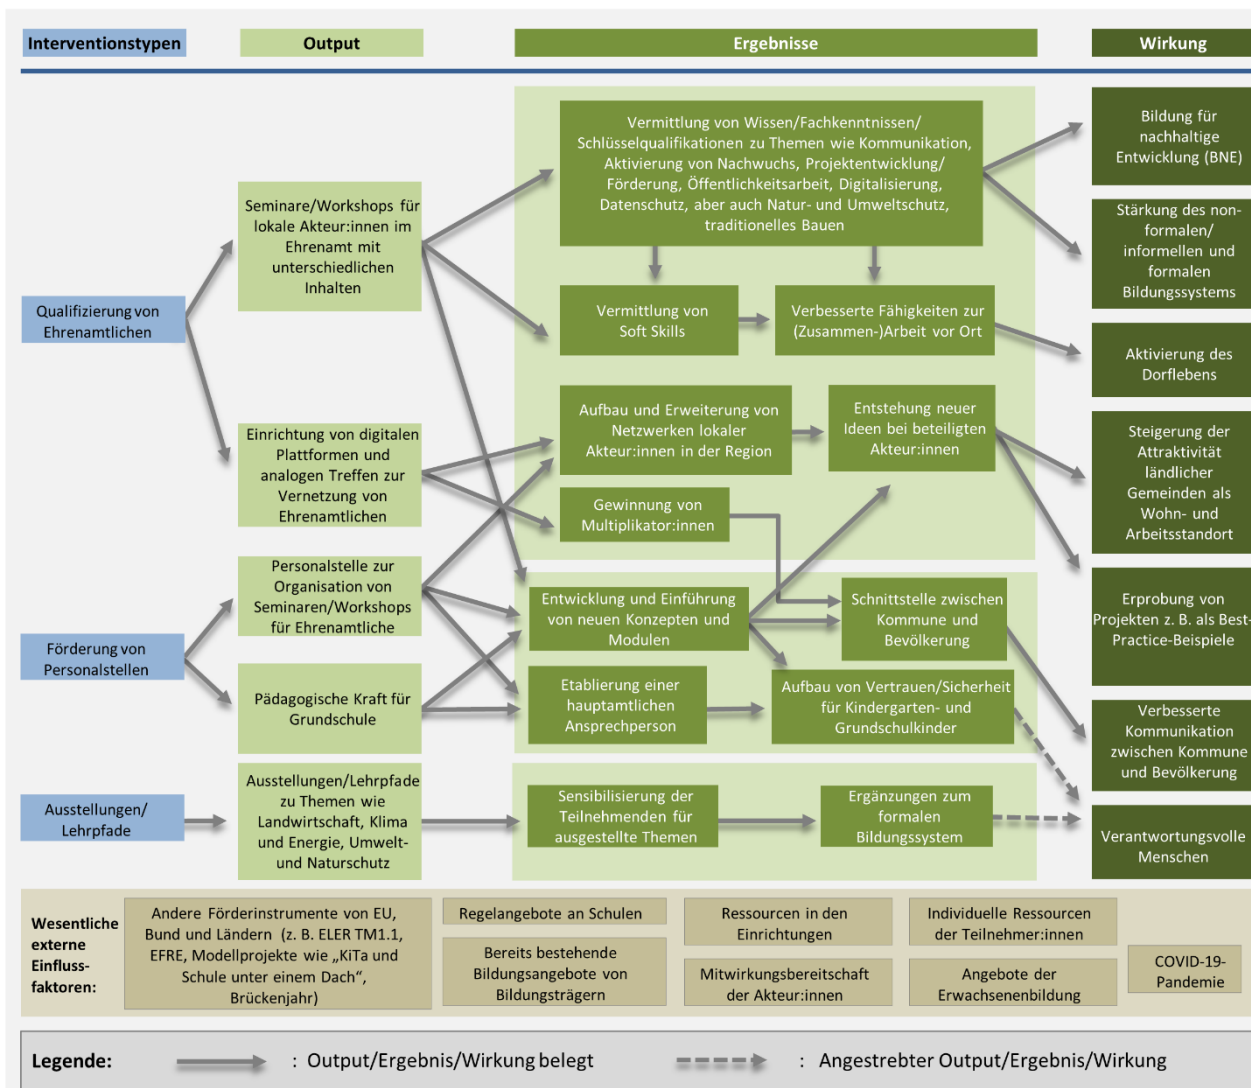 Interventionstypen
Output
Ergebnisse
Wirkung
Qualifizierung von
Ehrenamtlichen
Förderung von
Personalstellen
Ausstellungen/
Lehrpfade
Seminare/Workshops für
lokale Akteur:innen im
Ehrenamt mit
unterschiedlichen
Inhalten
Einrichtung von digitalen
Plattformen und
analogen Treffen zur
Vernetzung von
Ehrenamtlichen
Personalstelle zur
Organisation von
Seminaren/Workshops
für Ehrenamtliche
Pädagogische Kraft für
Grundschule
Ausstellungen/Lehrpfade
zu Themen wie
Landwirtschaft, Klima
und Energie, Umwelt-
und Naturschutz
Vermittlung von Wissen/Fachkenntnissen/
Schlüsselqualifikationen zu Themen wie Kommunikation,
Aktivierung von Nachwuchs, Projektentwicklung/
Förderung, Öffentlichkeitsarbeit, Digitalisierung,
Datenschutz, aber auch Natur- und Umweltschutz,
traditionelles Bauen
Vermittlung von
Soft Skills
Verbesserte Fähigkeiten zur
(Zusammen-)Arbeit vor Ort
Aufbau und Erweiterung von
Netzwerken lokaler
Akteur:innen in der Region
Entstehung neuer
Ideen bei beteiligten
Akteur:innen
Gewinnung von
Multiplikator:innen
Entwicklung und Einführung
von neuen Konzepten und
Modulen
Schnittstelle zwischen
Kommune und
Bevölkerung
Etablierung einer
hauptamtlichen
Ansprechperson
Aufbau von Vertrauen/Sicherheit
für Kindergarten- und
Grundschulkinder
Sensibilisierung der
Teilnehmenden für
ausgestellte Themen
Ergänzungen zum
formalen
Bildungssystem
Bildung für
nachhaltige
Entwicklung (BNE)
Stärkung des non-
formalen/
informellen und
formalen
Bildungssystems
Aktivierung des
Dorflebens
Steigerung der
Attraktivität
ländlicher
Gemeinden als
Wohn- und
Arbeitsstandort
Erprobung von
Projekten z. B. als Best-
Practice-Beispiele
Verbesserte
Kommunikation
zwischen Kommune
und Bevölkerung
Verantwortungsvolle
Menschen
Wesentliche
externe
Einfluss-
faktoren:
Andere Förderinstrumente von EU,
Bund und Ländern (z. B. ELER TM1.1,
EFRE, Modellprojekte wie „KiTa und
Schule unter einem Dach“,
Brückenjahr)
Regelangebote an Schulen
Bereits bestehende
Bildungsangebote von
Bildungsträgern
Ressourcen in den
Einrichtungen
Mitwirkungsbereitschaft
der Akteur:innen
Individuelle Ressourcen
der Teilnehmer:innen
Angebote der
Erwachsenenbildung
COVID-19-
Pandemie
Legende:
: Output/Ergebnis/Wirkung belegt
: Angestrebter Output/Ergebnis/Wirkung